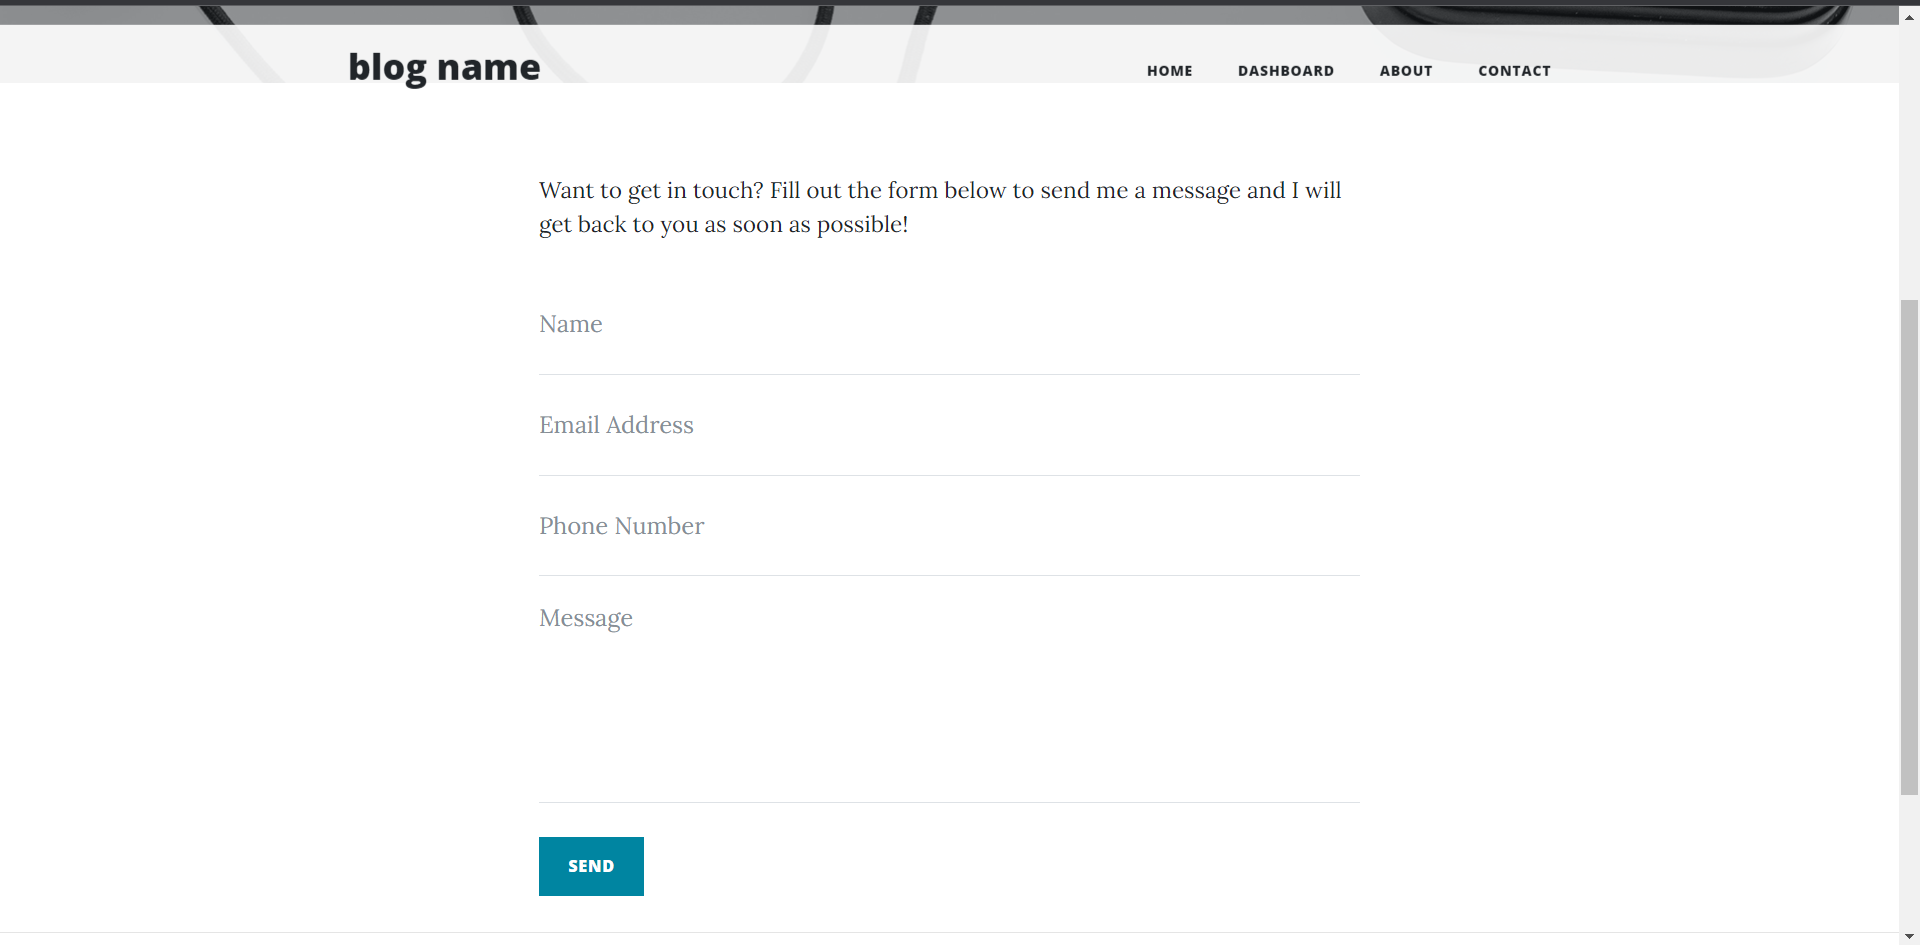 blog name
HOME DASHBOARD ABOUT CONTACT
Want to get in touch? Fill out the form below to send me a message and I will
get back to you as soon as possible!
Name
Email Address
Phone Number
Message
SEND